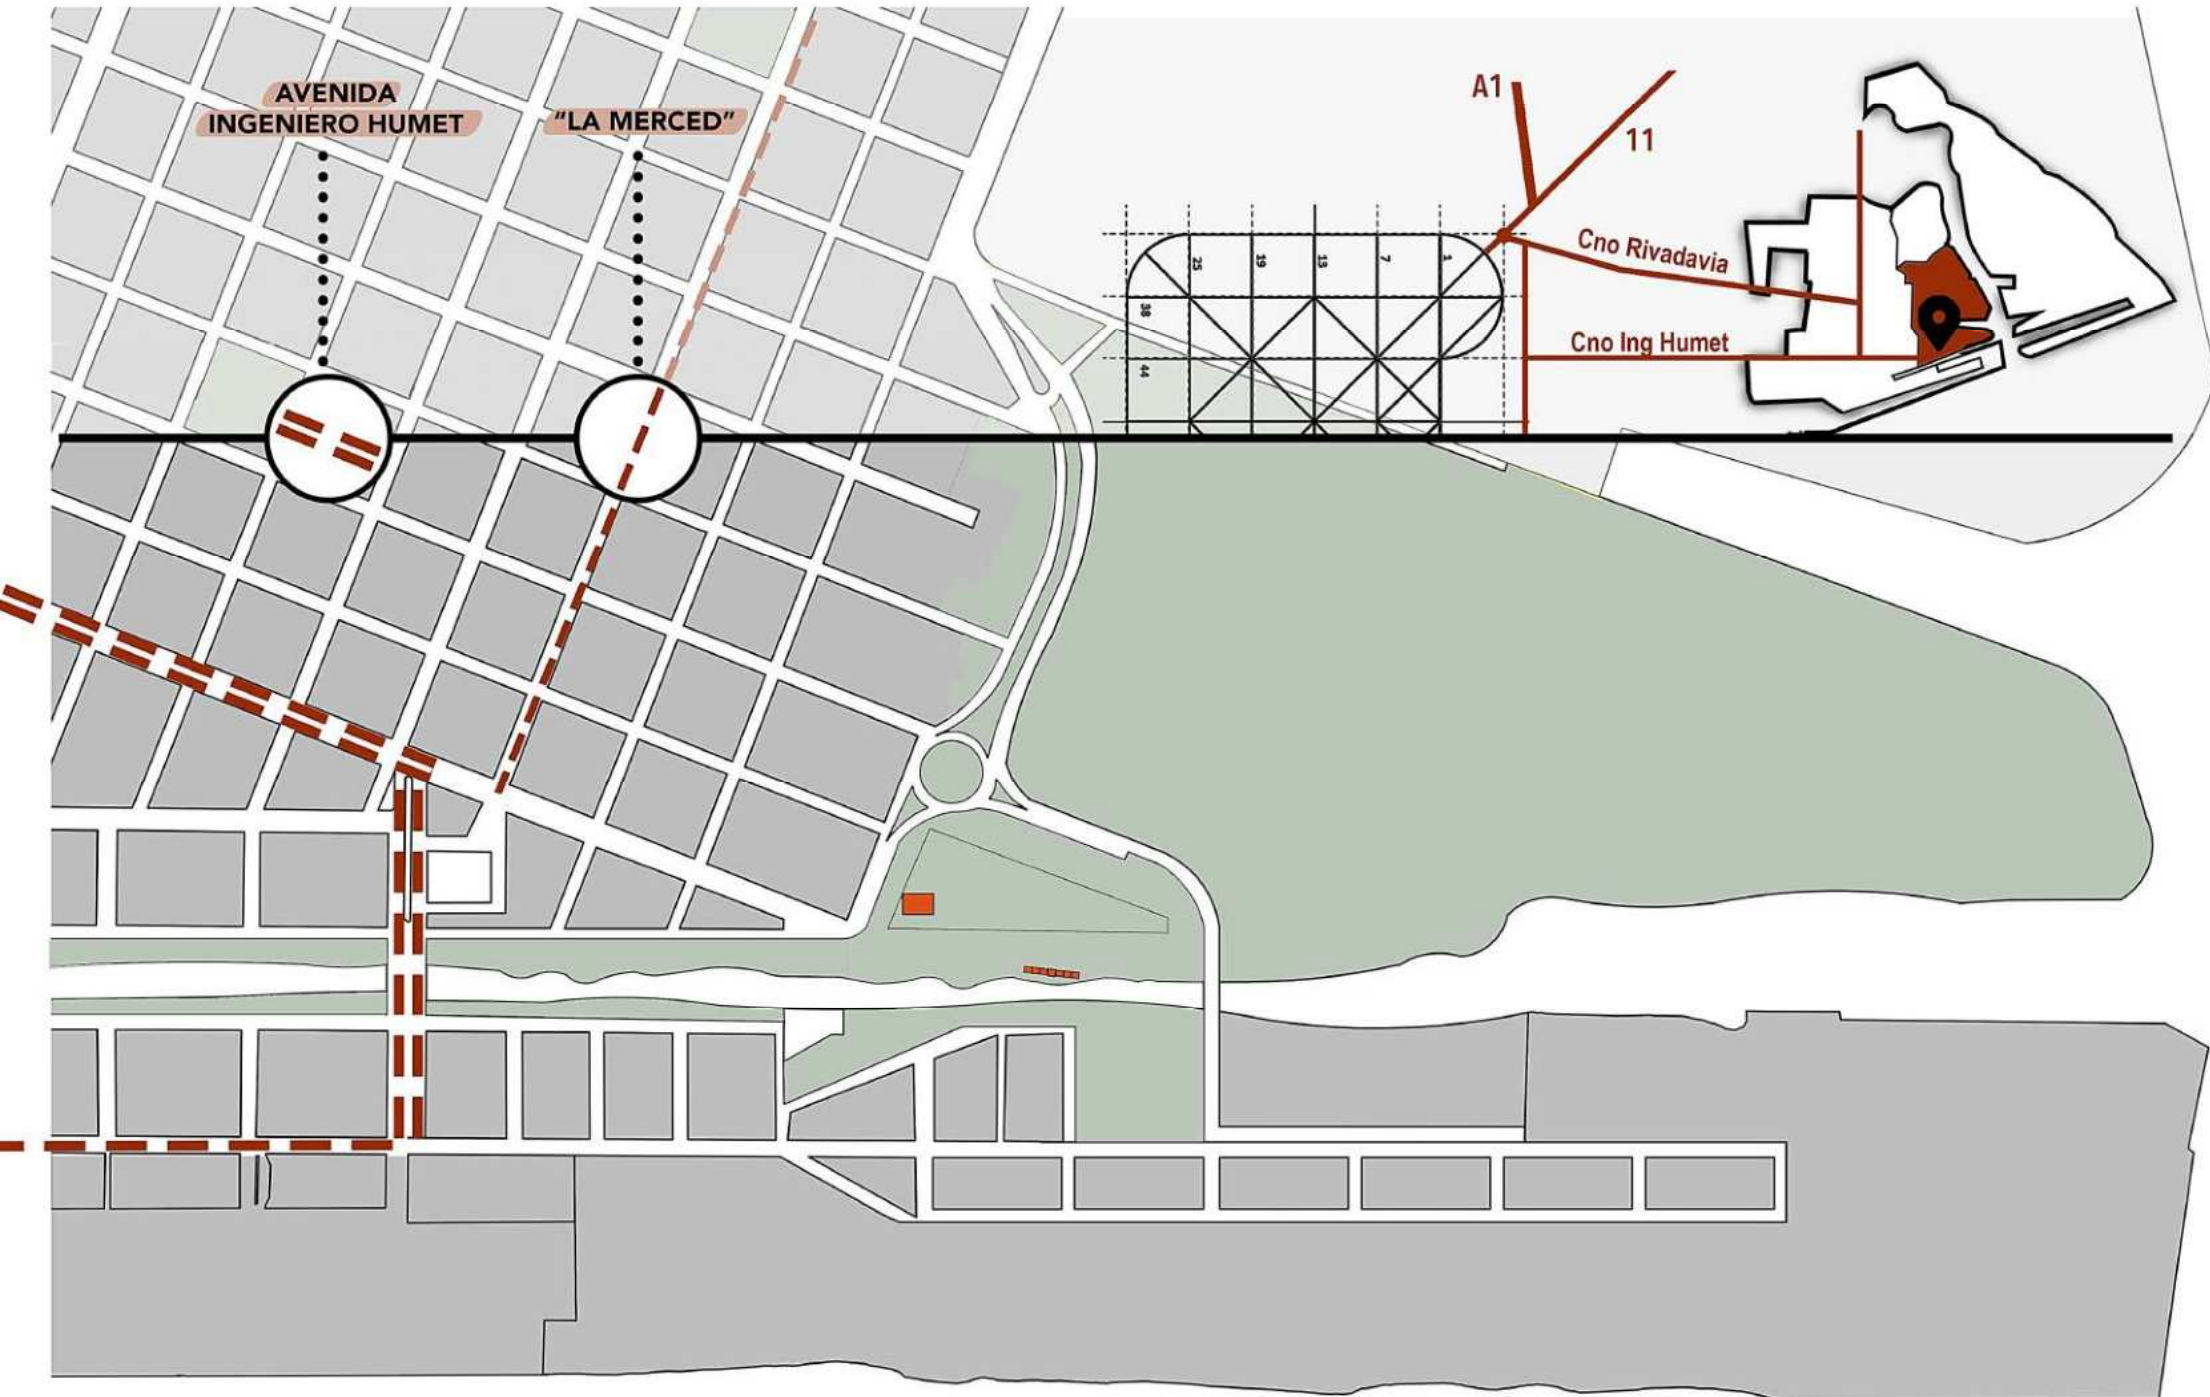 AVENIDA
INGENIERO HUMET
"LA MERCED"
A1
11
Cno Rivadavia
Cno Ing Humet
25
19
13
7
1
38
44